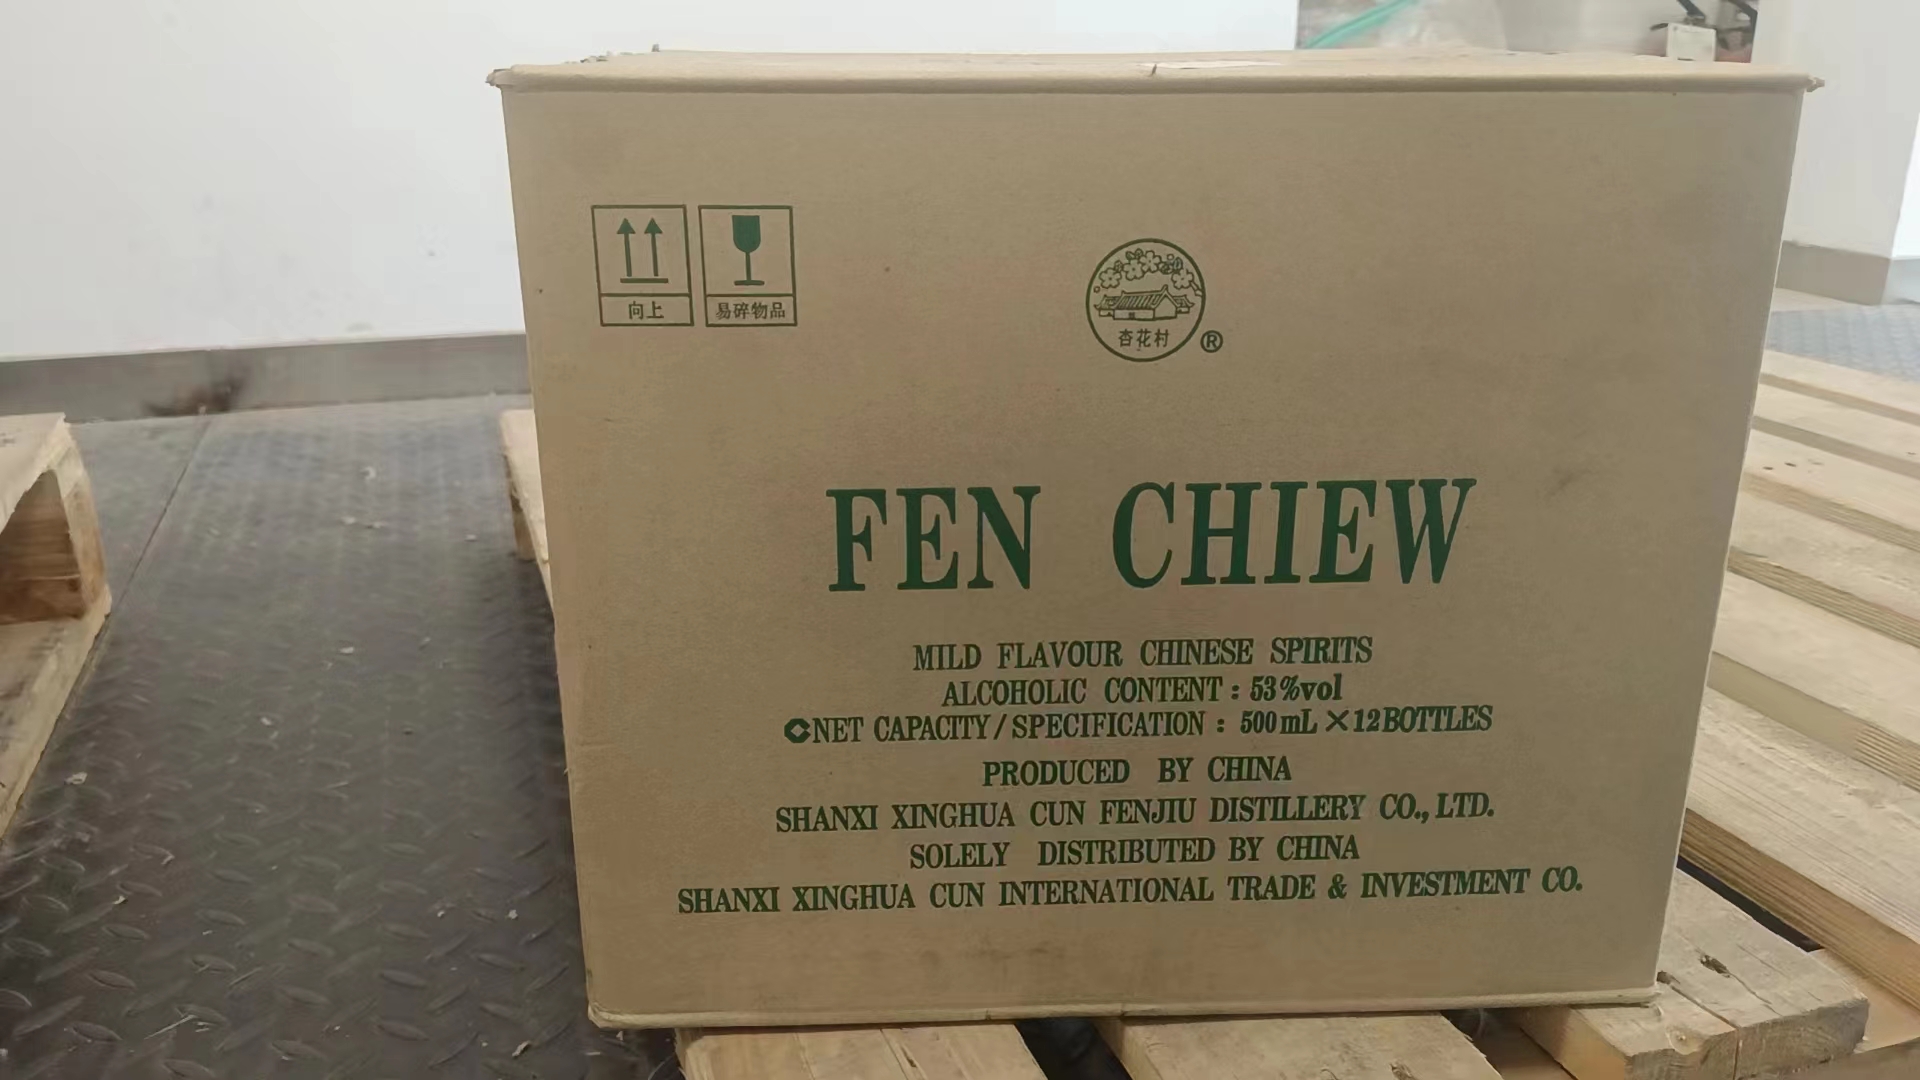 向上
易碎物品
杏花村
®
FEN CHIEW
MILD FLAVOUR CHINESE SPIRITS
ALCOHOLIC CONTENT : 53%vol
NET CAPACITY/SPECIFICATION : 500mL ×12BOTTLES
PRODUCED BY CHINA
SHANXI XINGHUA CUN FENJIU DISTILLERY CO., LTD.
SOLELY DISTRIBUTED BY CHINA
SHANXI XINGHUA CUN INTERNATIONAL TRADE & INVESTMENT CO.